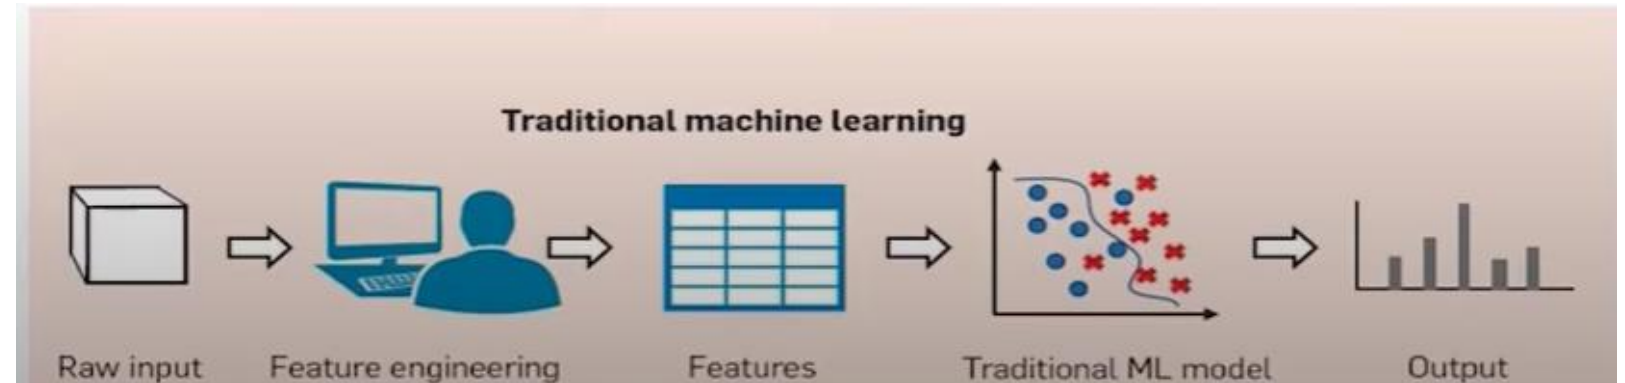 Traditional machine learning
Raw input Feature engineering Features Traditional ML model Output